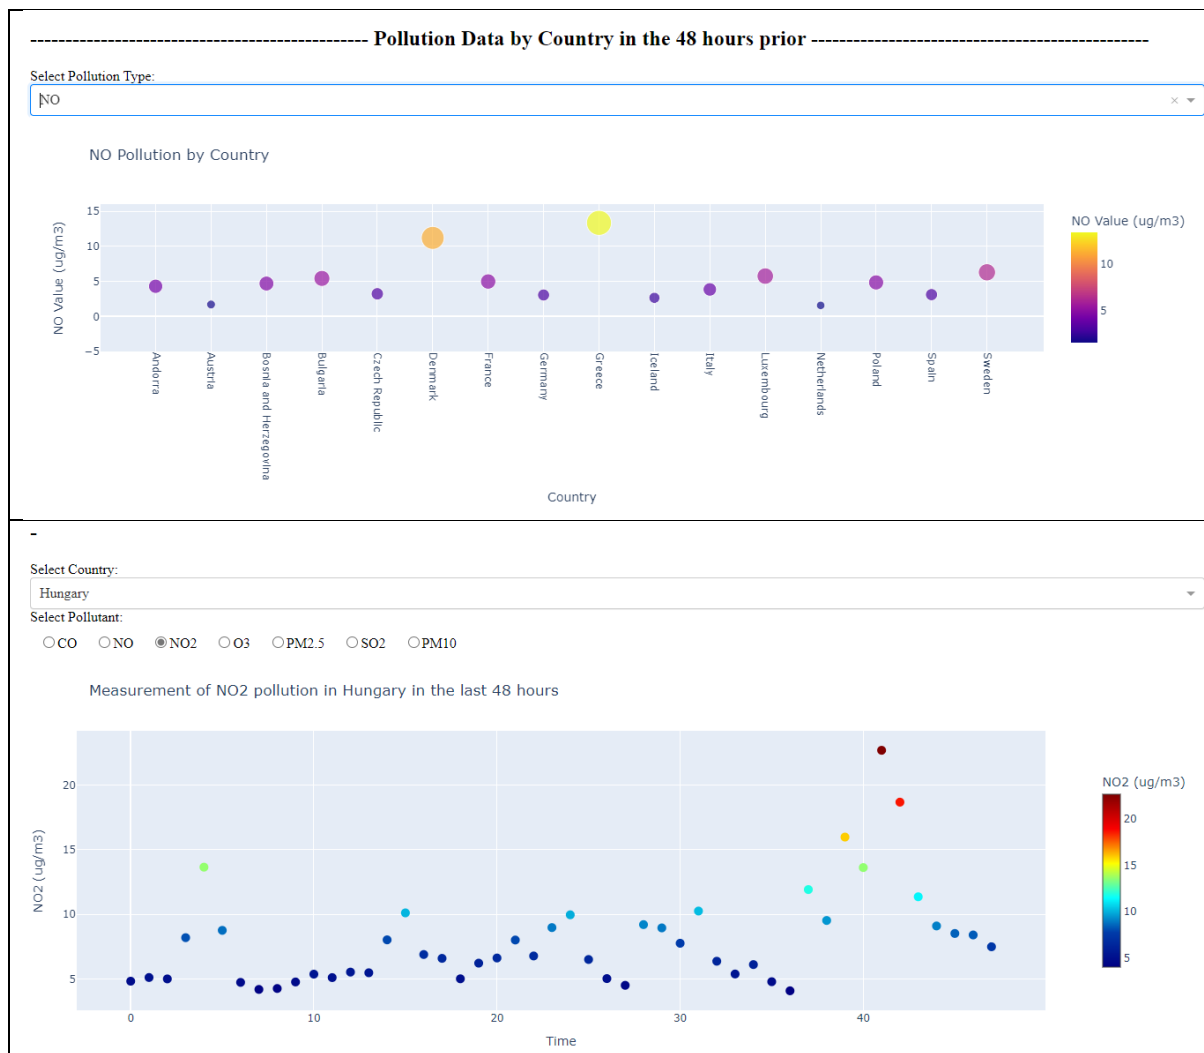 ------------------------------------------------ Pollution Data by Country in the 48 hours prior ------------------------------------------------
Select Pollution Type:
NO
× ▼
NO Pollution by Country
NO Value (ug/m3)
15
10
5
0
−5
Andorra
Austria
Bosnia and Herzegovina
Bulgaria
Czech Republic
Denmark
France
Germany
Greece
Iceland
Italy
Luxembourg
Netherlands
Poland
Spain
Sweden
Country
NO Value (ug/m3)
10
5
-
Select Country:
Hungary
Select Pollutant:
CO NO NO2 O3 PM2.5 SO2 PM10
Measurement of NO2 pollution in Hungary in the last 48 hours
NO2 (ug/m3)
20
15
10
5
0 10 20 30 40
Time
NO2 (ug/m3)
20
15
10
5